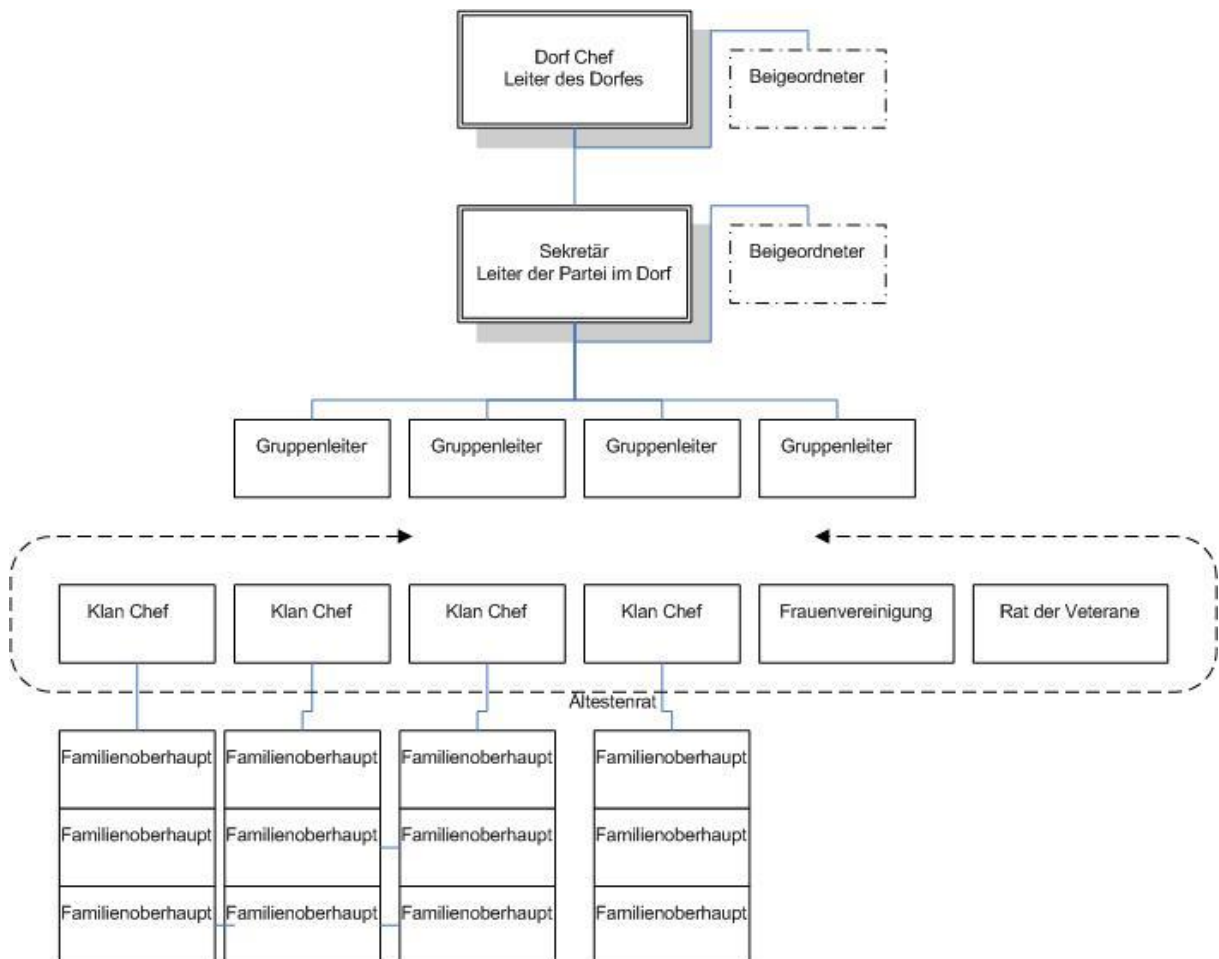 Dorf Chef
Leiter des Dorfes
Beigeordneter
Sekretär
Leiter der Partei im Dorf
Beigeordneter
Gruppenleiter
Gruppenleiter
Gruppenleiter
Gruppenleiter
Klan Chef
Klan Chef
Klan Chef
Klan Chef
Frauenvereinigung
Rat der Veterane
Ältestenrat
Familienoberhaupt
Familienoberhaupt
Familienoberhaupt
Familienoberhaupt
Familienoberhaupt
Familienoberhaupt
Familienoberhaupt
Familienoberhaupt
Familienoberhaupt
Familienoberhaupt
Familienoberhaupt
Familienoberhaupt